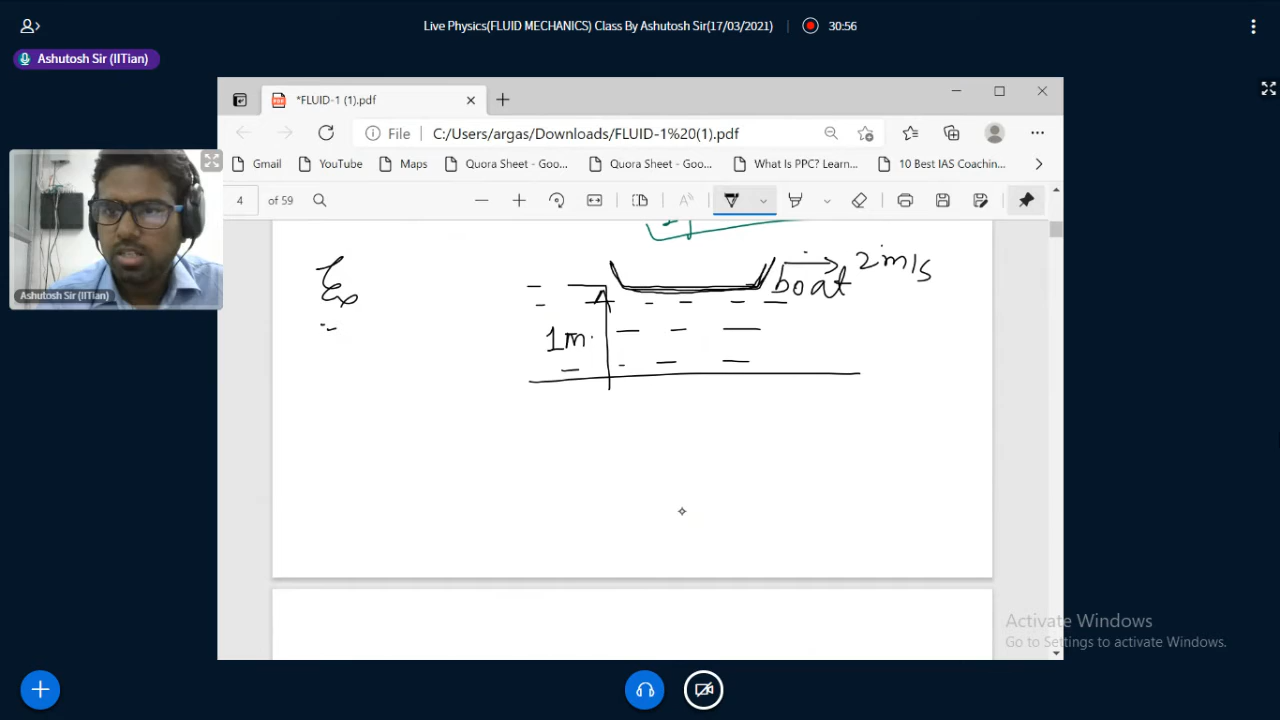 Live Physics(FLUID MECHANICS) Class By Ashutosh Sir(17/03/2021)
30:56
Ashutosh Sir (IITian)
*FLUID-1 (1).pdf
File
C:/Users/argas/Downloads/FLUID-1%20(1).pdf
Gmail
YouTube
Maps
Quora Sheet - Goo...
Quora Sheet - Goo...
What Is PPC? Learn...
10 Best IAS Coachin...
4 of 59
Ashutosh Sir (IITian)
Ex
boat 2m/s
1m
Activate Windows
Go to Settings to activate Windows.